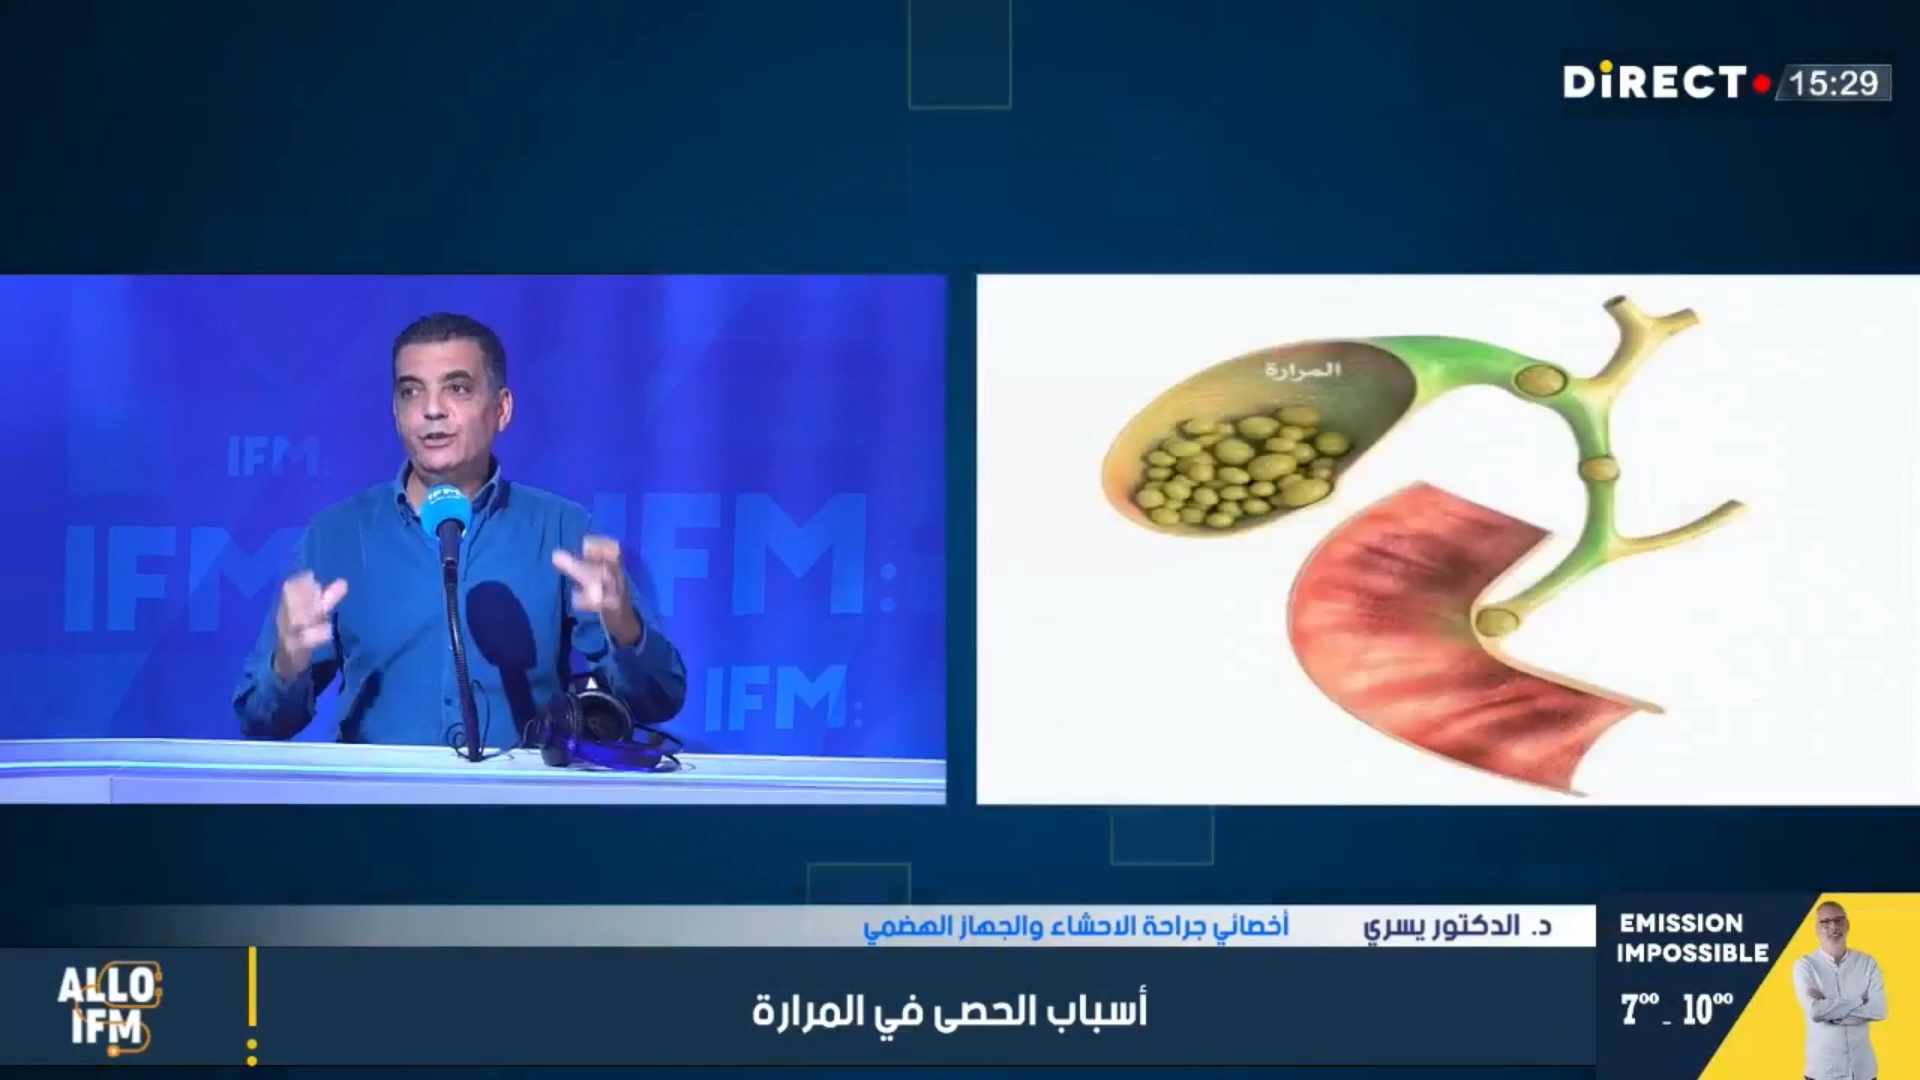 DiRECT 15:29
المرارة
IFM:
IFM
IFM:
IFM:
IFM
د. الدكتور يسري أخصائي جراحة الاحشاء والجهاز الهضمي
أسباب الحصى في المرارة
ALLO
IFM
EMISSION
IMPOSSIBLE
7⁰⁰ - 10⁰⁰